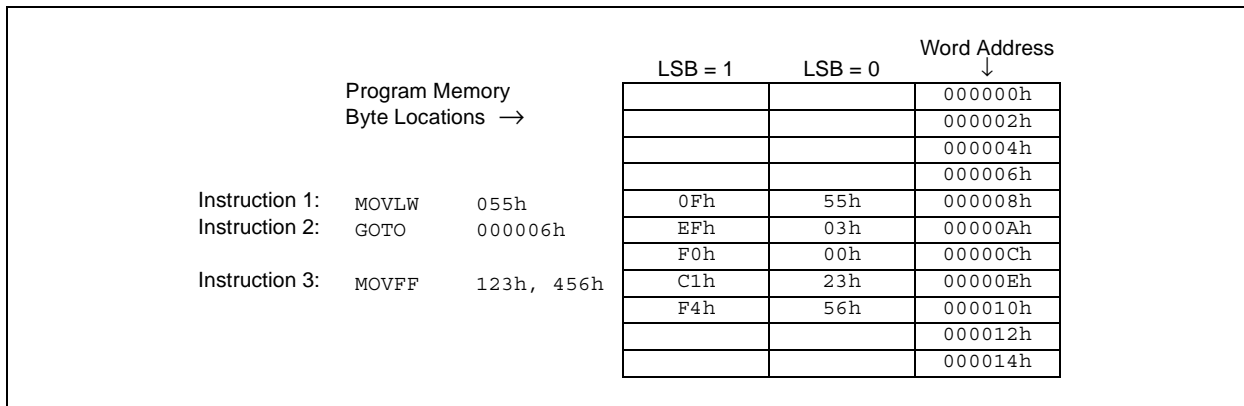 Word Address
LSB = 1 LSB = 0 ↓
Program Memory 000000h
Byte Locations → 000002h
000004h
000006h
Instruction 1: MOVLW 055h 0Fh 55h 000008h
Instruction 2: GOTO 000006h EFh 03h 00000Ah
F0h 00h 00000Ch
Instruction 3: MOVFF 123h, 456h C1h 23h 00000Eh
F4h 56h 000010h
000012h
000014h